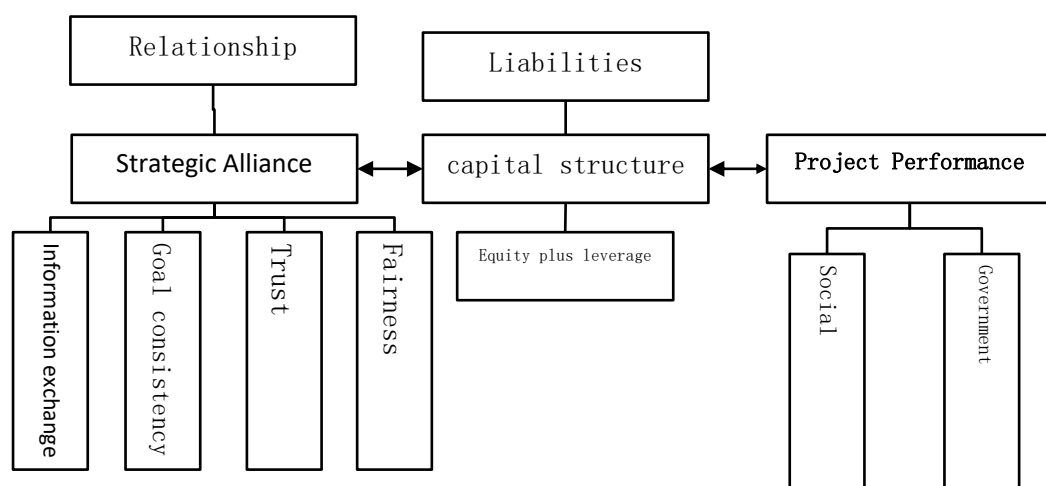 Relationship
Liabilities
Strategic Alliance
capital structure
Project Performance
Information exchange
Goal consistency
Trust
Fairness
Equity plus leverage
Social
Government